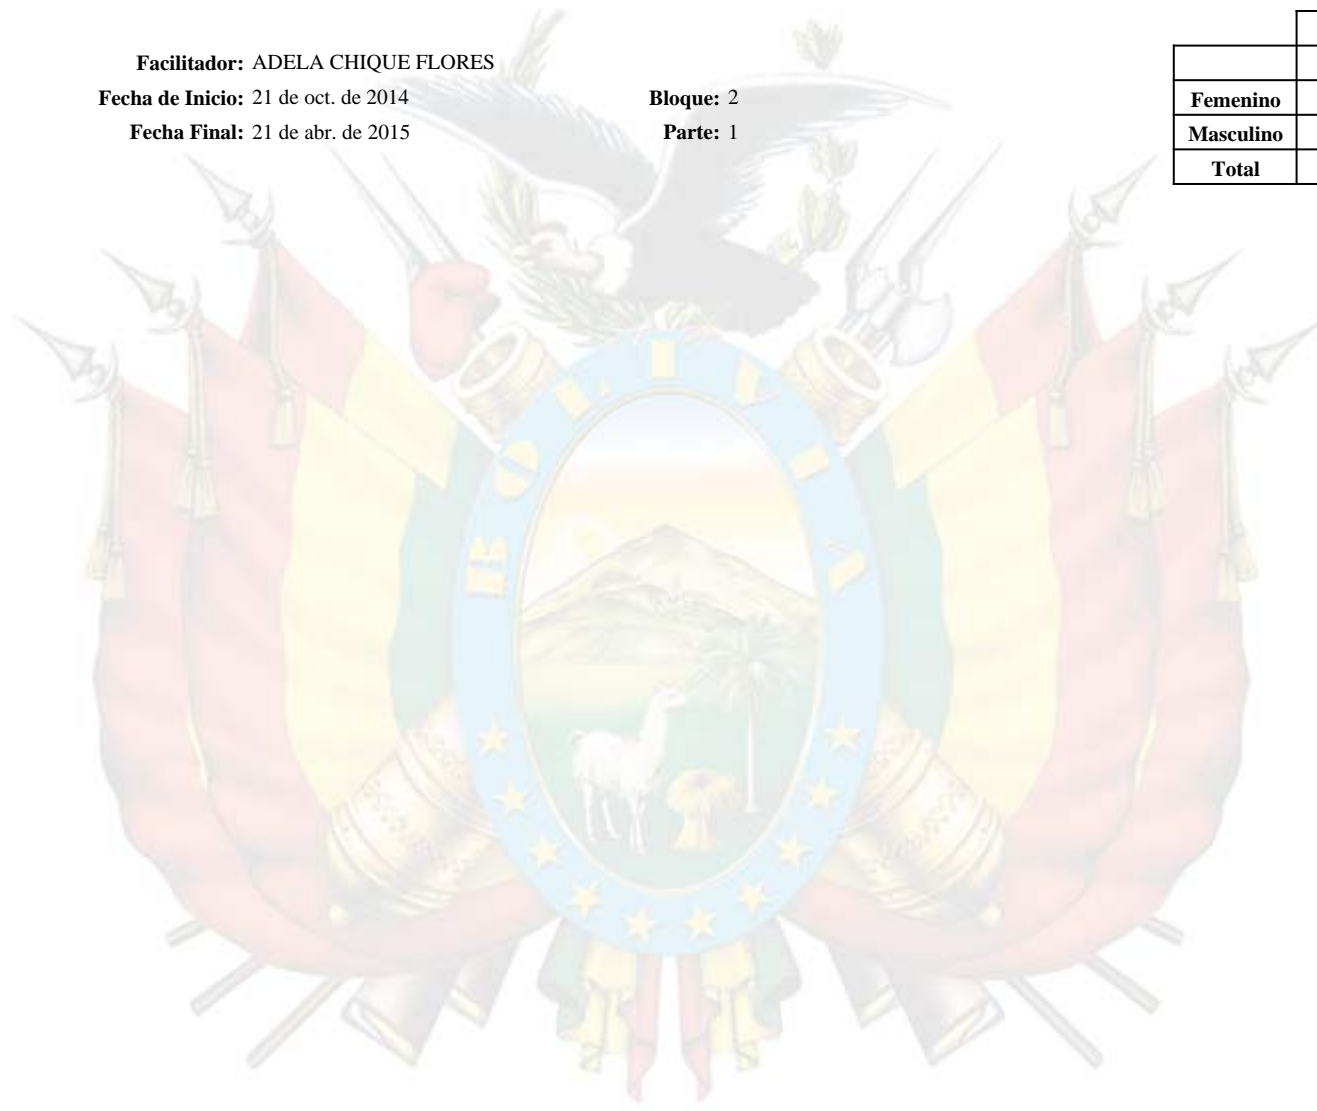 Facilitador: ADELA CHIQUE FLORES
Fecha de Inicio: 21 de oct. de 2014 Bloque: 2
Fecha Final: 21 de abr. de 2015 Parte: 1
Femenino
Masculino
Total
BOLIVIA